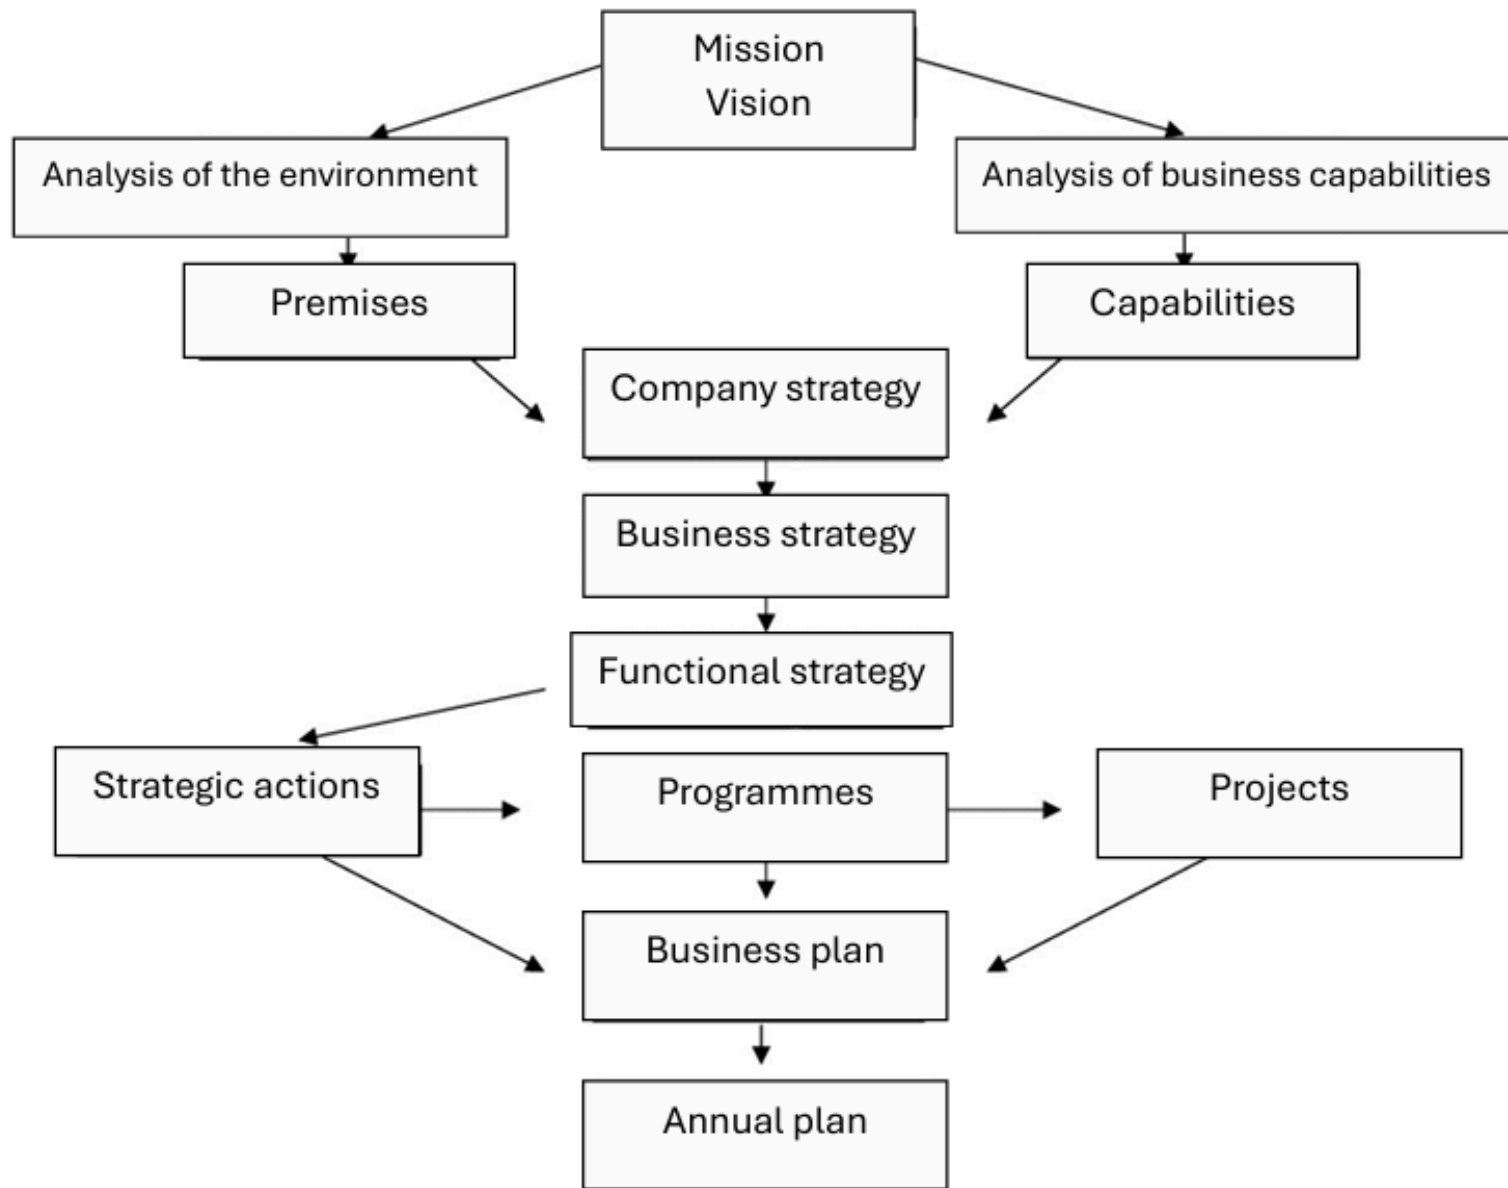 Mission
Vision
Analysis of the environment
Analysis of business capabilities
Premises
Capabilities
Company strategy
Business strategy
Functional strategy
Strategic actions
Programmes
Projects
Business plan
Annual plan